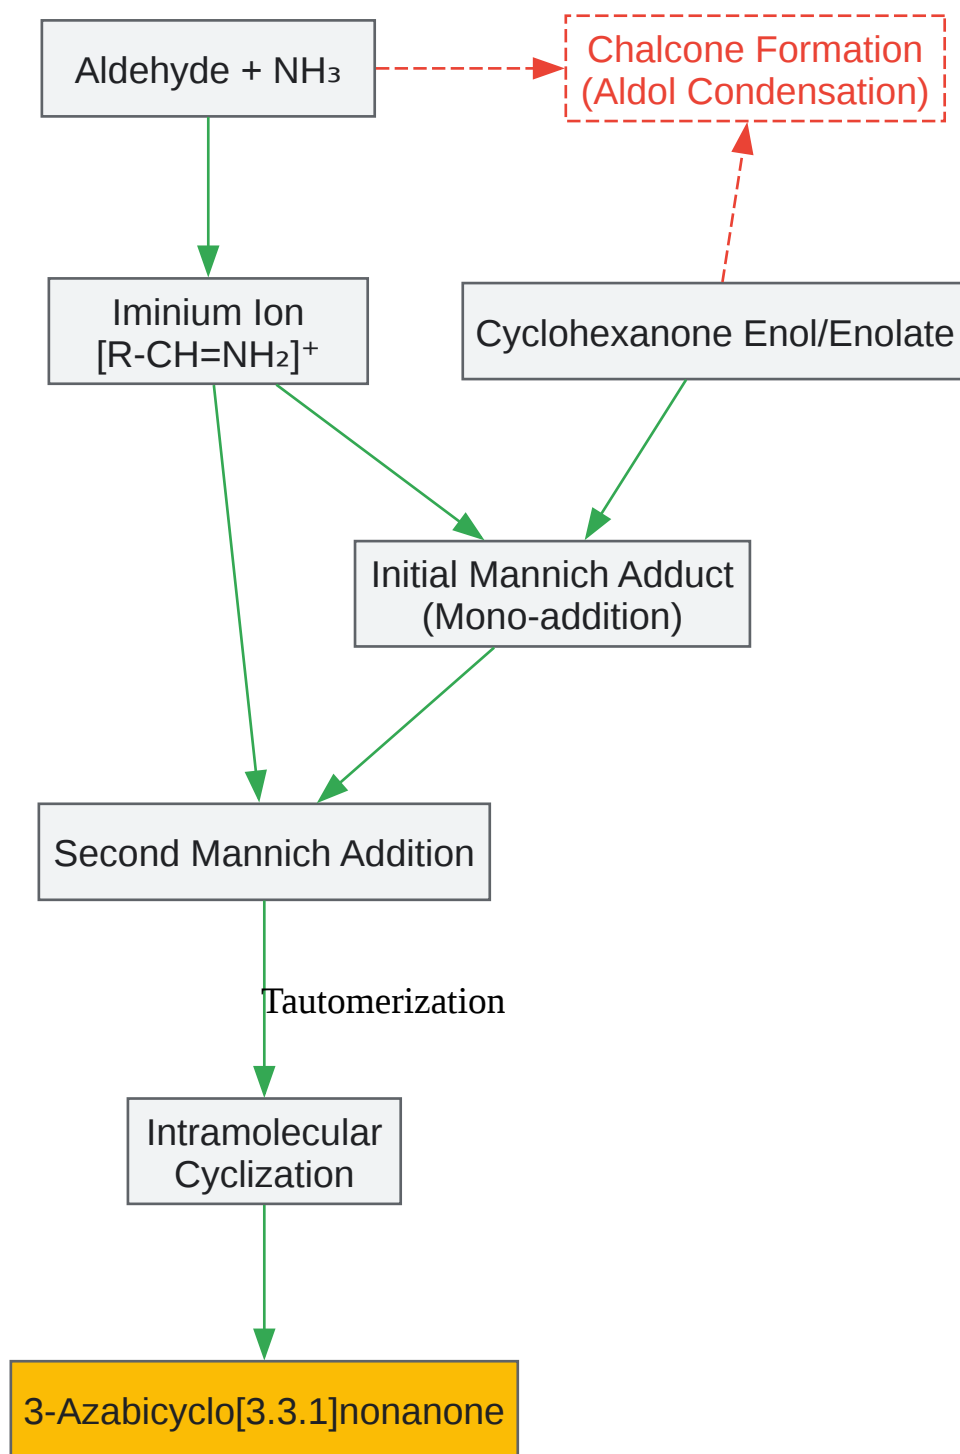 Aldehyde + NH₃
Chalcone Formation
(Aldol Condensation)
Iminium Ion
[R-CH=NH₂]⁺
Cyclohexanone Enol/Enolate
Initial Mannich Adduct
(Mono-addition)
Second Mannich Addition
Tautomerization
Intramolecular
Cyclization
3-Azabicyclo[3.3.1]nonanone